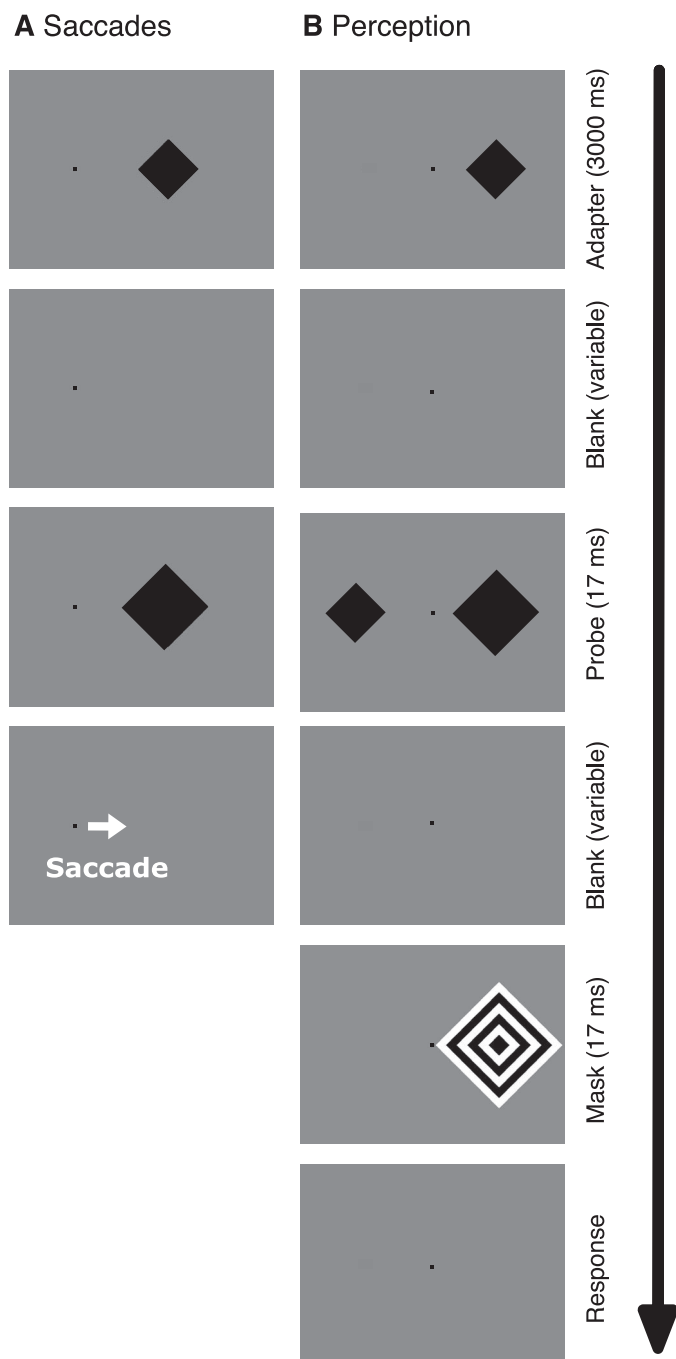 A Saccades
B Perception
Adapter (3000 ms)
Blank (variable)
Probe (17 ms)
Saccade
Blank (variable)
Mask (17 ms)
Response